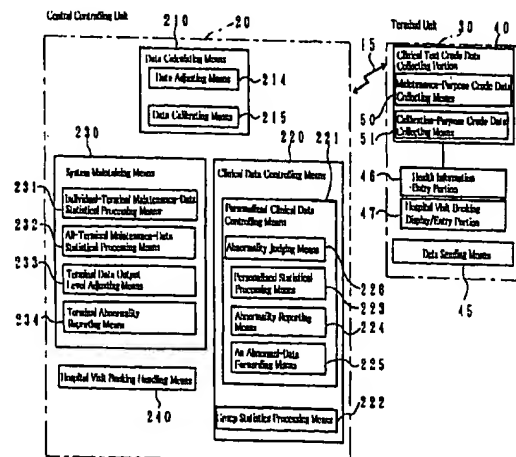 Central Controlling Unit
20
210
Data Calculating Means
Data Adjusting Means
214
Data Calibrating Means
215
15
Terminal Unit
30
40
Clinical Test Crude Data
Collecting Portion
Maintenance-Purpose Crude Data
Collecting Means
50
Calibration-Purpose Crude Data
Collecting Means
51
Health Information
Entry Portion
46
Hospital Visit Booking
Display/Entry Portion
47
Data Sending Means
45
230
System Maintaining Means
231
Individual-Terminal Maintenance-Data
Statistical Processing Means
232
All-Terminal Maintenance-Data
Statistical Processing Means
233
Terminal Data Output
Level Adjusting Means
234
Terminal Abnormality
Reporting Means
Hospital Visit Booking Handling Means
240
220
221
Clinical Data Controlling Means
Personalized Clinical Data
Controlling Means
Abnormality Judging Means
226
Personalized Statistical
Processing Means
223
Abnormality Reporting
Means
224
An Abnormal-Data
Forwarding Means
225
Group Statistics Processing Means
222